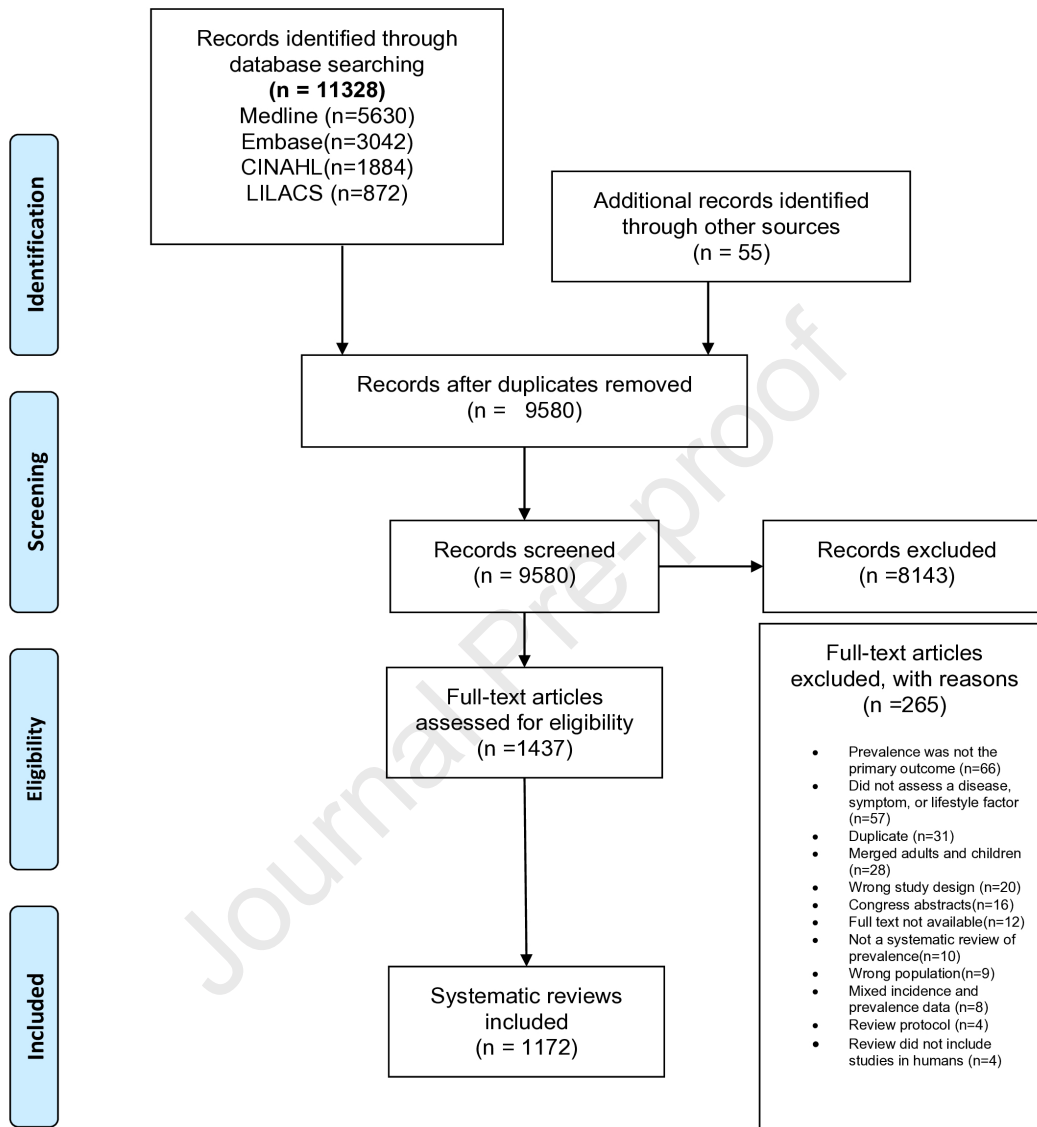 Records identified through
database searching
(n = 11328)
Medline (n=5630)
Embase(n=3042)
CINAHL(n=1884)
LILACS (n=872)
Additional records identified
through other sources
(n = 55)
Identification
Records after duplicates removed
(n = 9580)
Screening
Records screened
(n = 9580)
Records excluded
(n =8143)
Eligibility
Full-text articles
assessed for eligibility
(n =1437)
Full-text articles
excluded, with reasons
(n =265)
• Prevalence was not the
primary outcome (n=66)
• Did not assess a disease,
symptom, or lifestyle factor
(n=57)
• Duplicate (n=31)
• Merged adults and children
(n=28)
• Wrong study design (n=20)
• Congress abstracts(n=16)
• Full text not available(n=12)
• Not a systematic review of
prevalence(n=10)
• Wrong population(n=9)
• Mixed incidence and
prevalence data (n=8)
• Review protocol (n=4)
• Review did not include
studies in humans (n=4)
Included
Systematic reviews
included
(n = 1172)
Journal Pre-proof